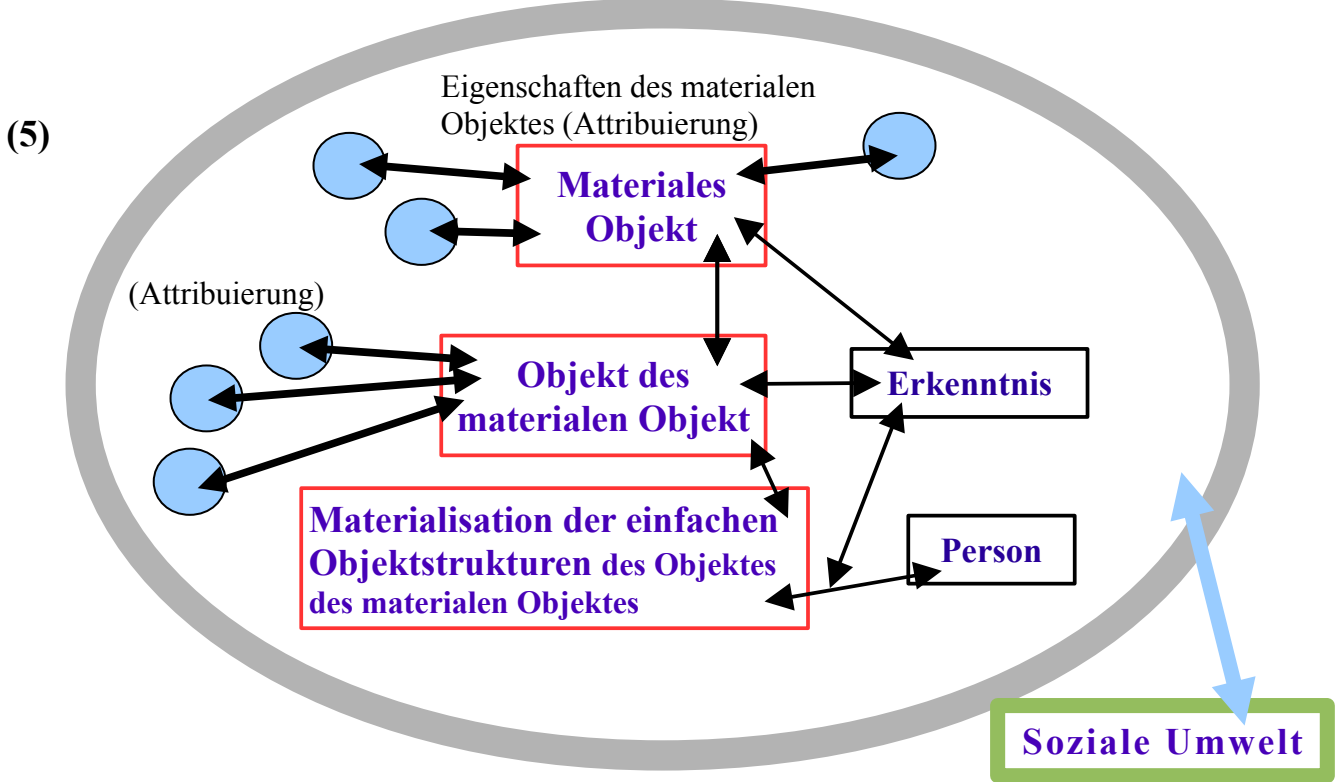 Eigenschaften des materialen
Objektes (Attribuierung)
(5)
Materiales
Objekt
(Attribuierung)
Objekt des
materialen Objekt
Erkenntnis
Materialisation der einfachen
Objektstrukturen des Objektes
des materialen Objektes
Person
Soziale Umwelt